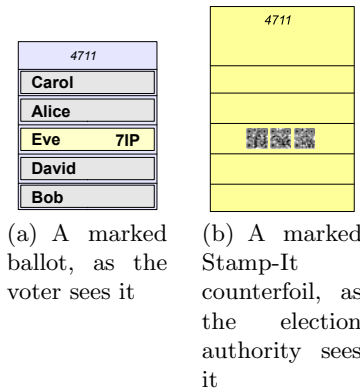 4711
Carol
Alice
Eve 7IP
David
Bob
(a) A marked
ballot, as the
voter sees it
4711
(b) A marked
Stamp-It
counterfoil, as
the election
authority sees
it